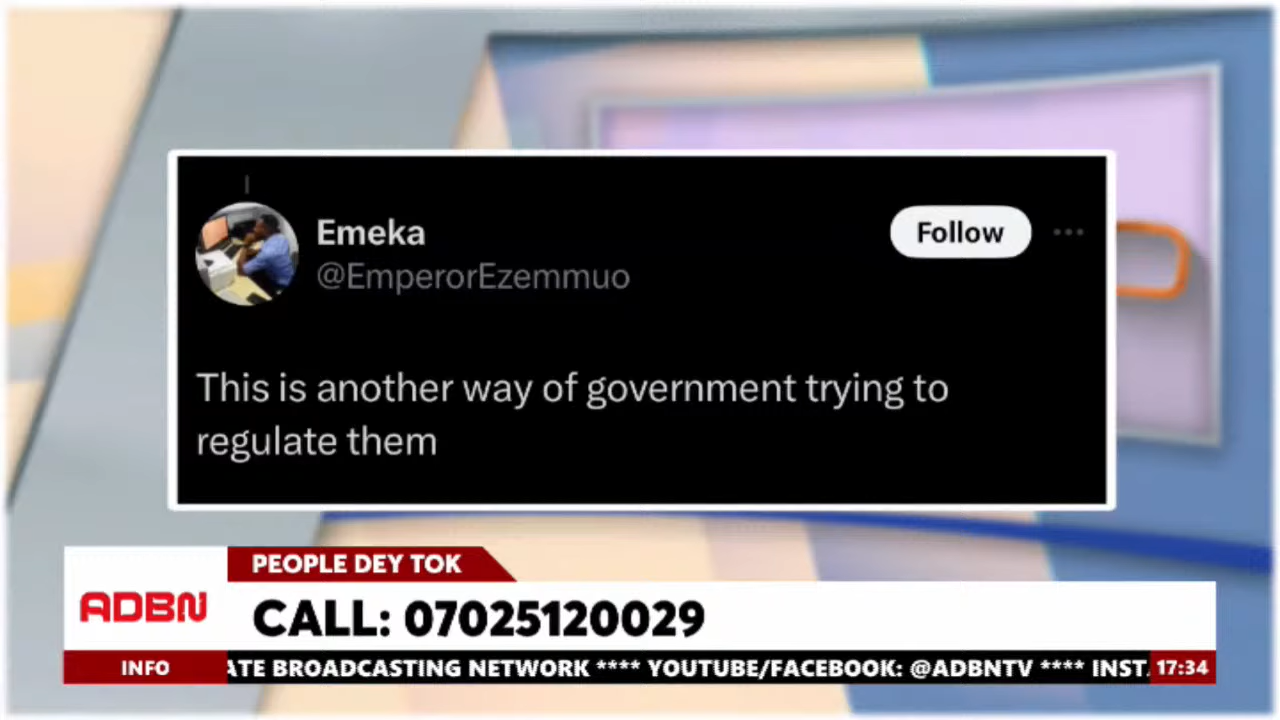 Emeka
@EmperorEzemmuo
Follow
This is another way of government trying to
regulate them
PEOPLE DEY TOK
ADBN
CALL: 07025120029
INFO
ATE BROADCASTING NETWORK **** YOUTUBE/FACEBOOK: @ADBNTV **** INST
17:34